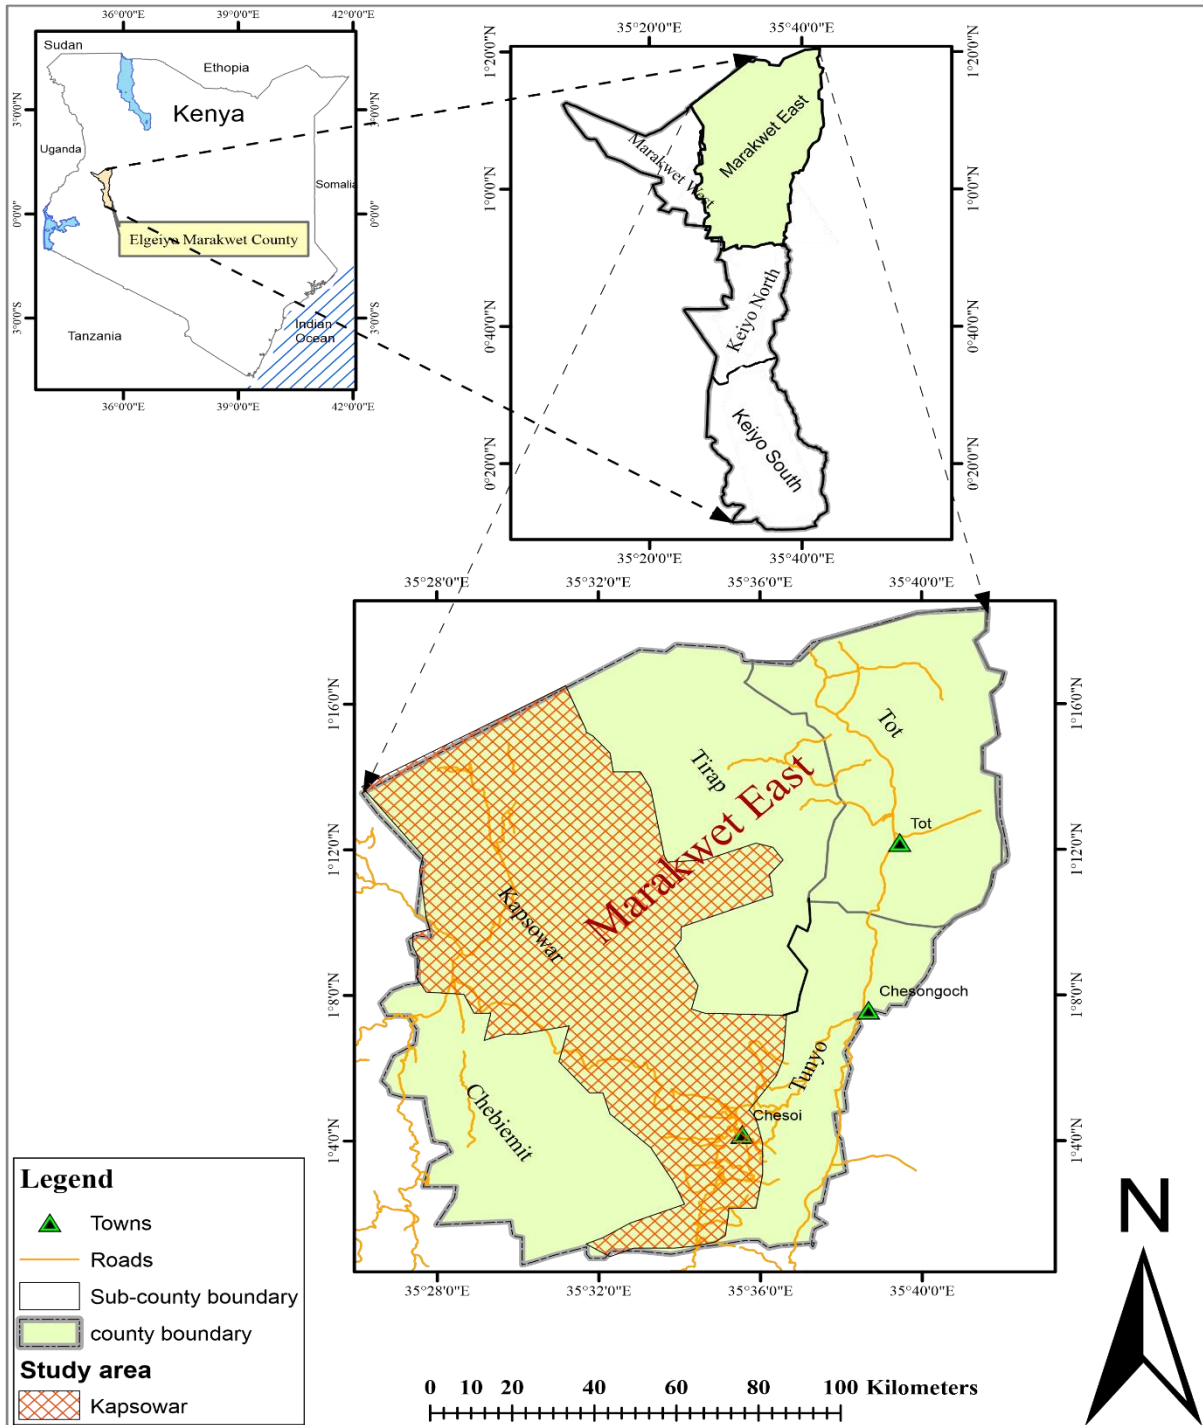 36°0'0"E 39°0'0"E 42°0'0"E
Sudan
Ethopia
Kenya
Uganda
Somalia
Elgeiyo Marakwet County
Tanzania
Indian
Ocean
3°0'0"N
0°0'0"
3°0'0"S
3°0'0"N
0°0'0"
3°0'0"S
36°0'0"E 39°0'0"E 42°0'0"E
35°20'0"E 35°40'0"E
1°20'0"N
1°0'0"N
0°40'0"N
0°20'0"N
Marakwet East
Marakwet West
Keiyo North
Keiyo South
1°20'0"N
1°0'0"N
0°40'0"N
0°20'0"N
35°20'0"E 35°40'0"E
35°28'0"E 35°32'0"E 35°36'0"E 35°40'0"E
1°16'0"N
1°12'0"N
1°8'0"N
1°4'0"N
Tot
Tirap
Marakwet East
Tot
Kapsowar
Chesongoch
Tunyo
Chesoi
Chebiemit
1°16'0"N
1°12'0"N
1°8'0"N
1°4'0"N
35°28'0"E 35°32'0"E 35°36'0"E 35°40'0"E
Legend
Towns
Roads
Sub-county boundary
county boundary
Study area
Kapsowar
0 10 20 40 60 80 100 Kilometers
N